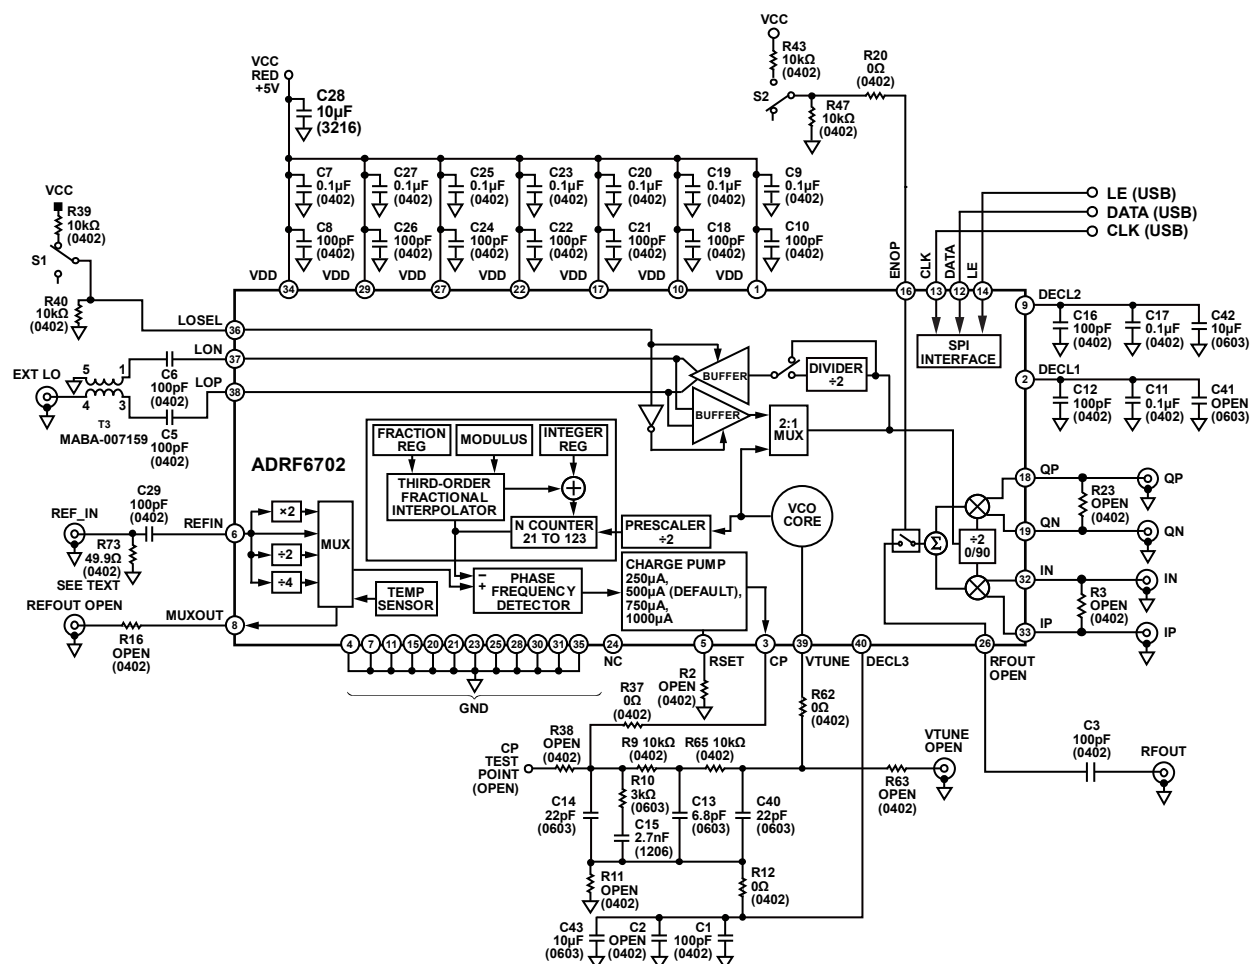 VCC
RED
+5V
C28
10µF
(3216)
VCC
R43
10kΩ
(0402)
S2
R47
10kΩ
(0402)
R20
0Ω
(0402)
C7
0.1µF
(0402)
C27
0.1µF
(0402)
C25
0.1µF
(0402)
C23
0.1µF
(0402)
C20
0.1µF
(0402)
C19
0.1µF
(0402)
C9
0.1µF
(0402)
C8
100pF
(0402)
C26
100pF
(0402)
C24
100pF
(0402)
C22
100pF
(0402)
C21
100pF
(0402)
C18
100pF
(0402)
C10
100pF
(0402)
VDD
VDD
VDD
VDD
VDD
VDD
VDD
34
29
27
22
17
10
1
LE (USB)
DATA (USB)
CLK (USB)
ENOP
CLK
DATA
LE
16
13
12
14
VCC
R39
10kΩ
(0402)
S1
R40
10kΩ
(0402)
LOSEL
36
LON
37
LOP
38
EXT LO
5
1
4
3
C6
100pF
(0402)
T3
MABA-007159
C5
100pF
(0402)
9
DECL2
C16
100pF
(0402)
C17
0.1µF
(0402)
C42
10µF
(0603)
2
DECL1
C12
100pF
(0402)
C11
0.1µF
(0402)
C41
OPEN
(0603)
SPI
INTERFACE
BUFFER
BUFFER
DIVIDER
÷2
2:1
MUX
ADRF6702
FRACTION
REG
MODULUS
INTEGER
REG
THIRD-ORDER
FRACTIONAL
INTERPOLATOR
+
N COUNTER
21 TO 123
PRESCALER
÷2
VCO
CORE
18
QP
QP
R23
OPEN
(0402)
19
QN
QN
Σ
÷2
0/90
32
IN
IN
R3
OPEN
(0402)
33
IP
IP
REF_IN
C29
100pF
(0402)
R73
49.9Ω
(0402)
SEE TEXT
REFIN
6
×2
÷2
÷4
MUX
TEMP
SENSOR
−
+
PHASE
FREQUENCY
DETECTOR
CHARGE PUMP
250µA,
500µA (DEFAULT),
750µA,
1000µA
REFOUT OPEN
R16
OPEN
(0402)
MUXOUT
8
4
7
11
15
20
21
23
25
28
30
31
35
24
5
3
39
40
26
NC
RSET
CP
VTUNE
DECL3
RFOUT
OPEN
GND
R2
OPEN
(0402)
R37
0Ω
(0402)
R62
0Ω
(0402)
R38
OPEN
(0402)
CP
TEST
POINT
(OPEN)
R9 10kΩ
(0402)
R65 10kΩ
(0402)
R10
3kΩ
(0603)
C14
22pF
(0603)
C15
2.7nF
(1206)
C13
6.8pF
(0603)
C40
22pF
(0603)
VTUNE
OPEN
R63
OPEN
(0402)
C3
100pF
(0402)
RFOUT
R11
OPEN
(0402)
R12
0Ω
(0402)
C43
10µF
(0603)
C2
OPEN
(0402)
C1
100pF
(0402)